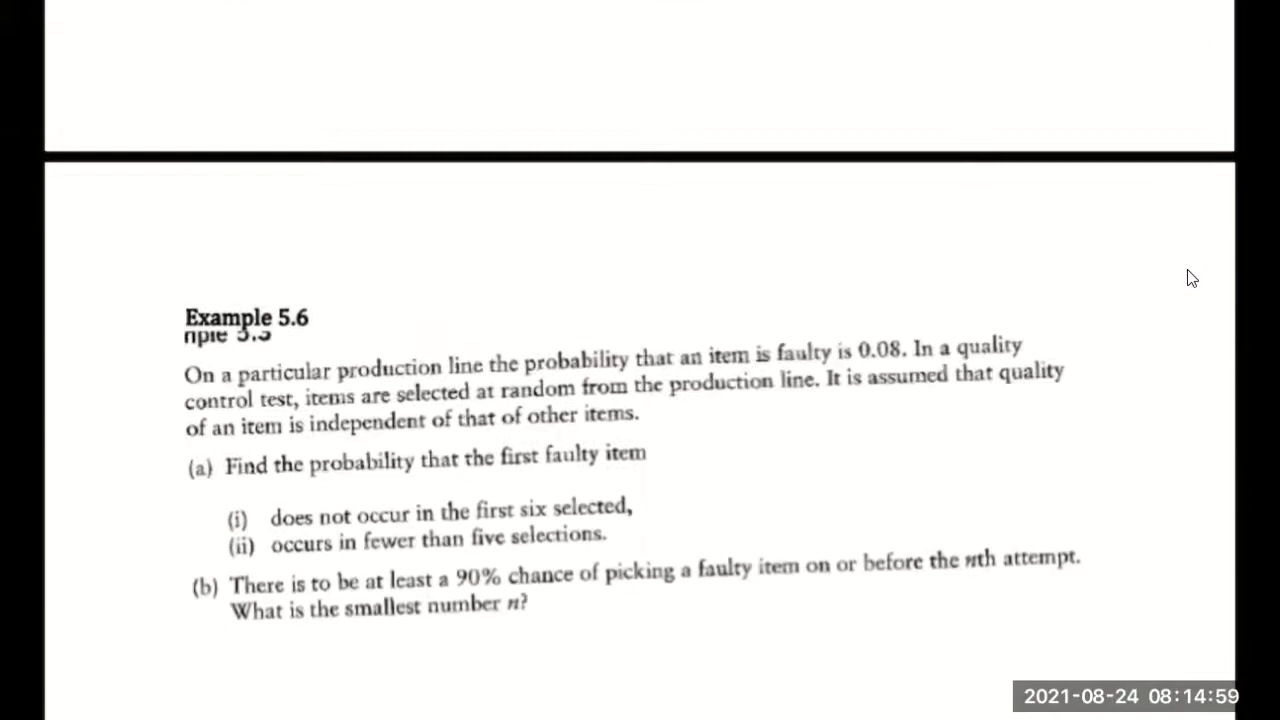 Example 5.6
nple 5.5
On a particular production line the probability that an item is faulty is 0.08. In a quality
control test, items are selected at random from the production line. It is assumed that quality
of an item is independent of that of other items.
(a) Find the probability that the first faulty item
(i) does not occur in the first six selected,
(ii) occurs in fewer than five selections.
(b) There is to be at least a 90% chance of picking a faulty item on or before the nth attempt.
What is the smallest number n?
2021-08-24 08:14:59